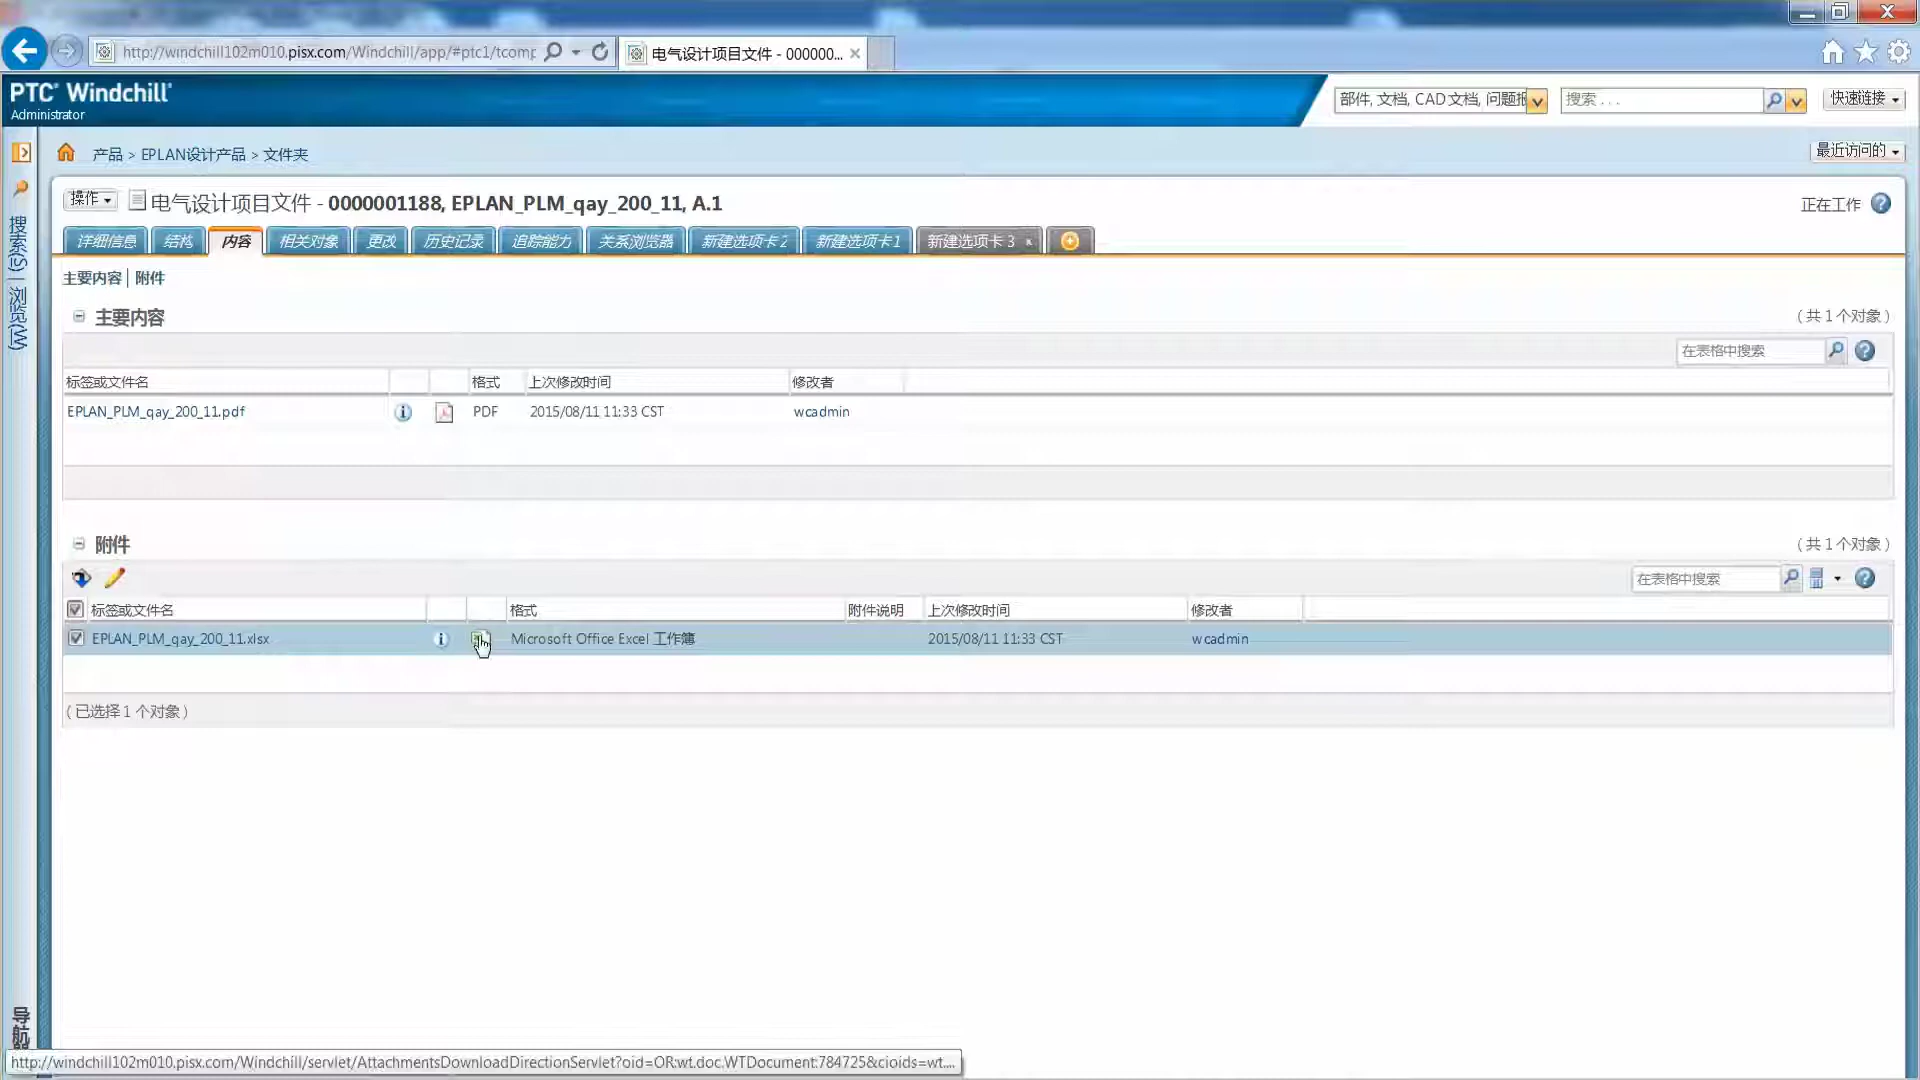 http://windchill102m010.pisx.com/Windchill/app/#ptc1/tcomp
电气设计项目文件 - 000000...
PTC Windchill
Administrator
部件, 文档, CAD 文档, 问题报
搜索 . . .
快速链接
产品 > EPLAN设计产品 > 文件夹
最近访问的
搜索(S) | 浏览(W)
操作
电气设计项目文件 - 0000001188, EPLAN_PLM_qay_200_11, A.1
正在工作
详细信息 结构 内容 相关对象 更改 历史记录 追踪能力 关系浏览器 新建选项卡 2 新建选项卡 1 新建选项卡 3
主要内容 | 附件
主要内容
( 共 1 个对象 )
在表格中搜索
标签或文件名 格式 上次修改时间 修改者
EPLAN_PLM_qay_200_11.pdf PDF 2015/08/11 11:33 CST wcadmin
附件
( 共 1 个对象 )
在表格中搜索
标签或文件名 格式 附件说明 上次修改时间 修改者
EPLAN_PLM_qay_200_11.xlsx Microsoft Office Excel 工作簿 2015/08/11 11:33 CST wcadmin
( 已选择 1 个对象 )
导航
http://windchill102m010.pisx.com/Windchill/servlet/AttachmentsDownloadDirectionServlet?oid=OR:wt.doc.WTDocument:784725&cioids=wt....